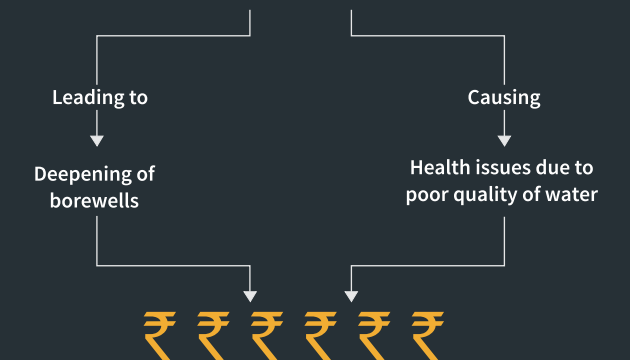 Leading to
Causing
Deepening of
borewells
Health issues due to
poor quality of water
₹ ₹ ₹ ₹ ₹ ₹